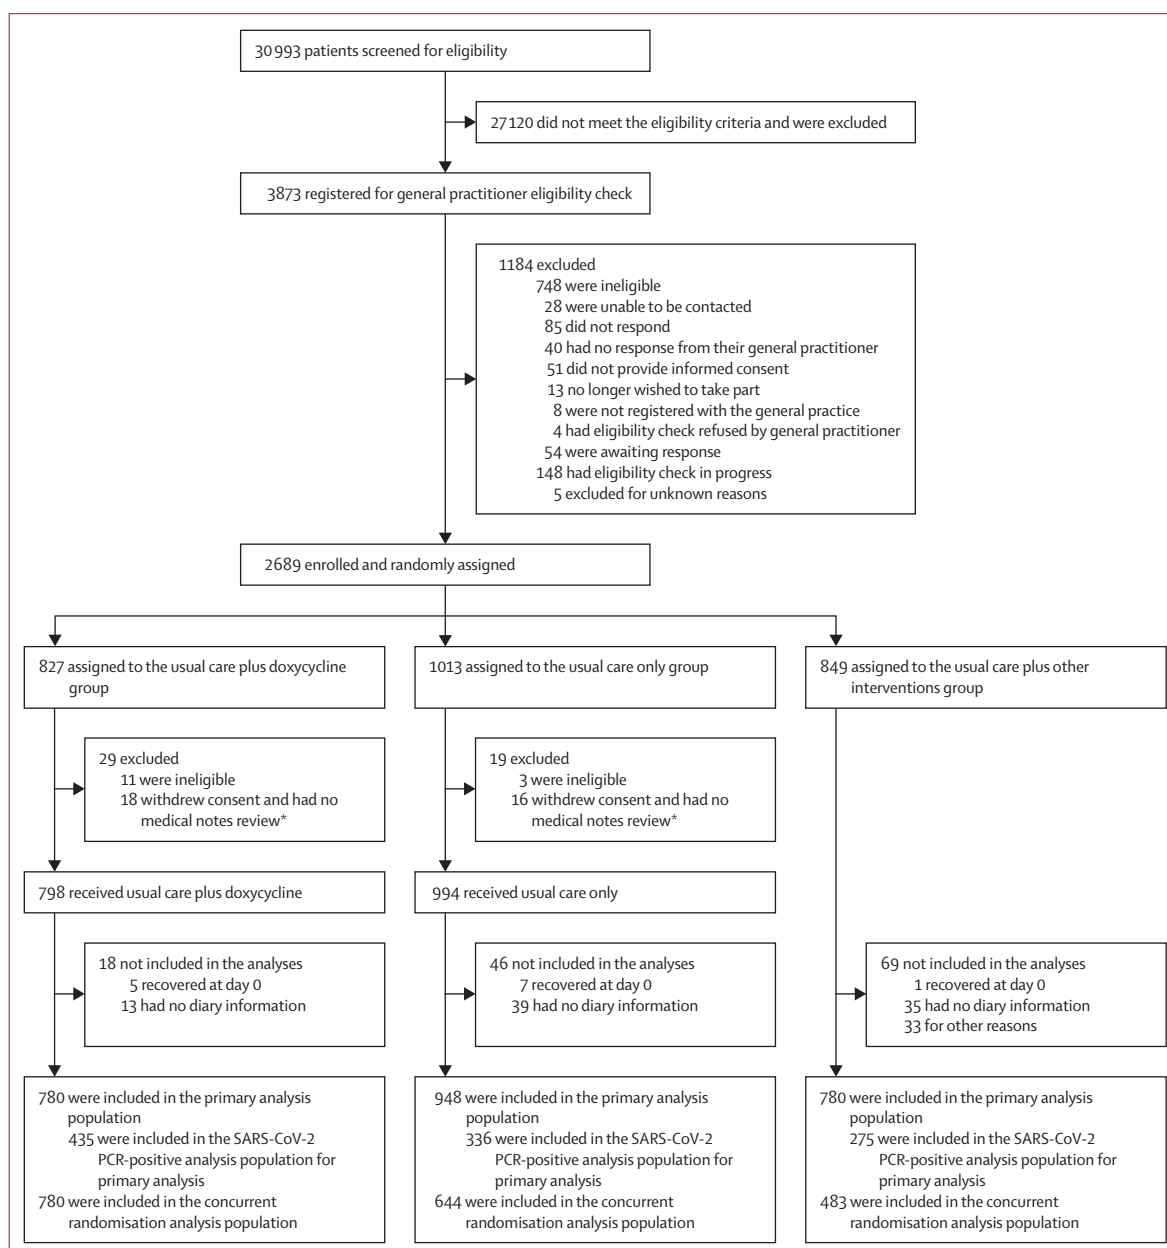 30 993 patients screened for eligibility
27 120 did not meet the eligibility criteria and were excluded
3873 registered for general practitioner eligibility check
1184 excluded
748 were ineligible
28 were unable to be contacted
85 did not respond
40 had no response from their general practitioner
51 did not provide informed consent
13 no longer wished to take part
8 were not registered with the general practice
4 had eligibility check refused by general practitioner
54 were awaiting response
148 had eligibility check in progress
5 excluded for unknown reasons
2689 enrolled and randomly assigned
827 assigned to the usual care plus doxycycline
group
1013 assigned to the usual care only group
849 assigned to the usual care plus other
interventions group
29 excluded
11 were ineligible
18 withdrew consent and had no
medical notes review*
19 excluded
3 were ineligible
16 withdrew consent and had no
medical notes review*
798 received usual care plus doxycycline
994 received usual care only
18 not included in the analyses
5 recovered at day 0
13 had no diary information
46 not included in the analyses
7 recovered at day 0
39 had no diary information
69 not included in the analyses
1 recovered at day 0
35 had no diary information
33 for other reasons
780 were included in the primary analysis
population
435 were included in the SARS-CoV-2
PCR-positive analysis population for
primary analysis
780 were included in the concurrent
randomisation analysis population
948 were included in the primary analysis
population
336 were included in the SARS-CoV-2
PCR-positive analysis population for
primary analysis
644 were included in the concurrent
randomisation analysis population
780 were included in the primary analysis
population
275 were included in the SARS-CoV-2
PCR-positive analysis population for
primary analysis
483 were included in the concurrent
randomisation analysis population